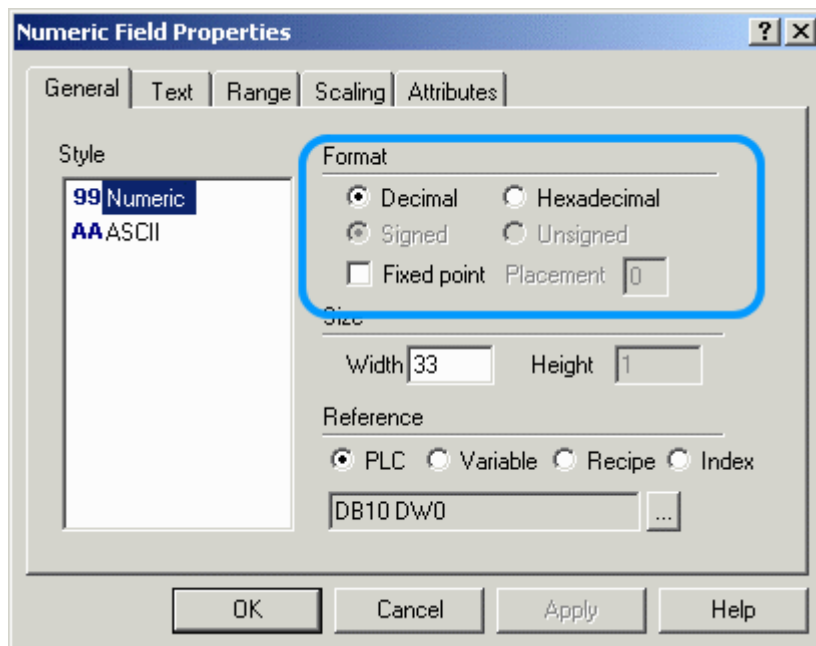 Numeric Field Properties
General Text Range Scaling Attributes
Style
99 Numeric
AA ASCII
Format
Decimal Hexadecimal
Signed Unsigned
Fixed point Placement 0
Size
Width 33 Height 1
Reference
PLC Variable Recipe Index
DB10 DW0 ...
OK Cancel Apply Help